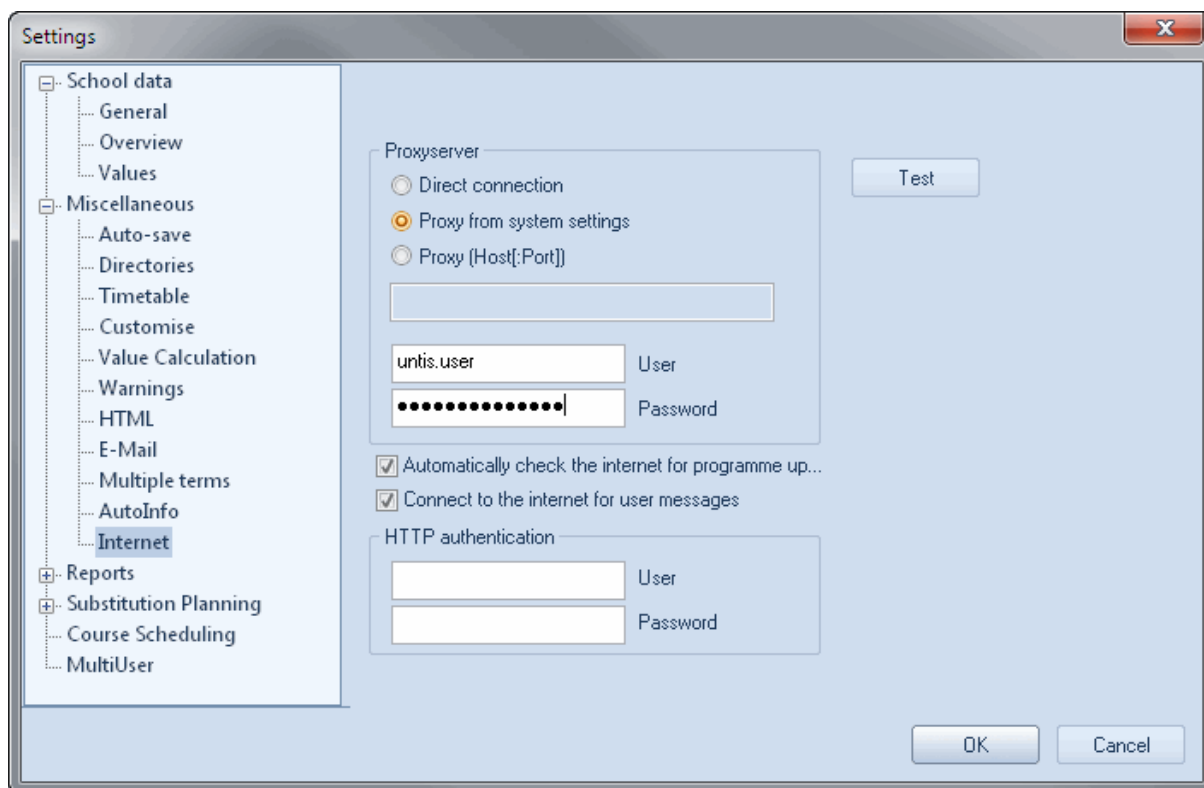 Settings
X
School data
General
Overview
Values
Miscellaneous
Auto-save
Directories
Timetable
Customise
Value Calculation
Warnings
HTML
E-Mail
Multiple terms
AutoInfo
Internet
Reports
Substitution Planning
Course Scheduling
MultiUser
Proxyserver
Direct connection
Proxy from system settings
Proxy (Host[:Port])
untis.user User
●●●●●●●●●●●●●● Password
Automatically check the internet for programme up...
Connect to the internet for user messages
HTTP authentication
User
Password
Test
OK Cancel